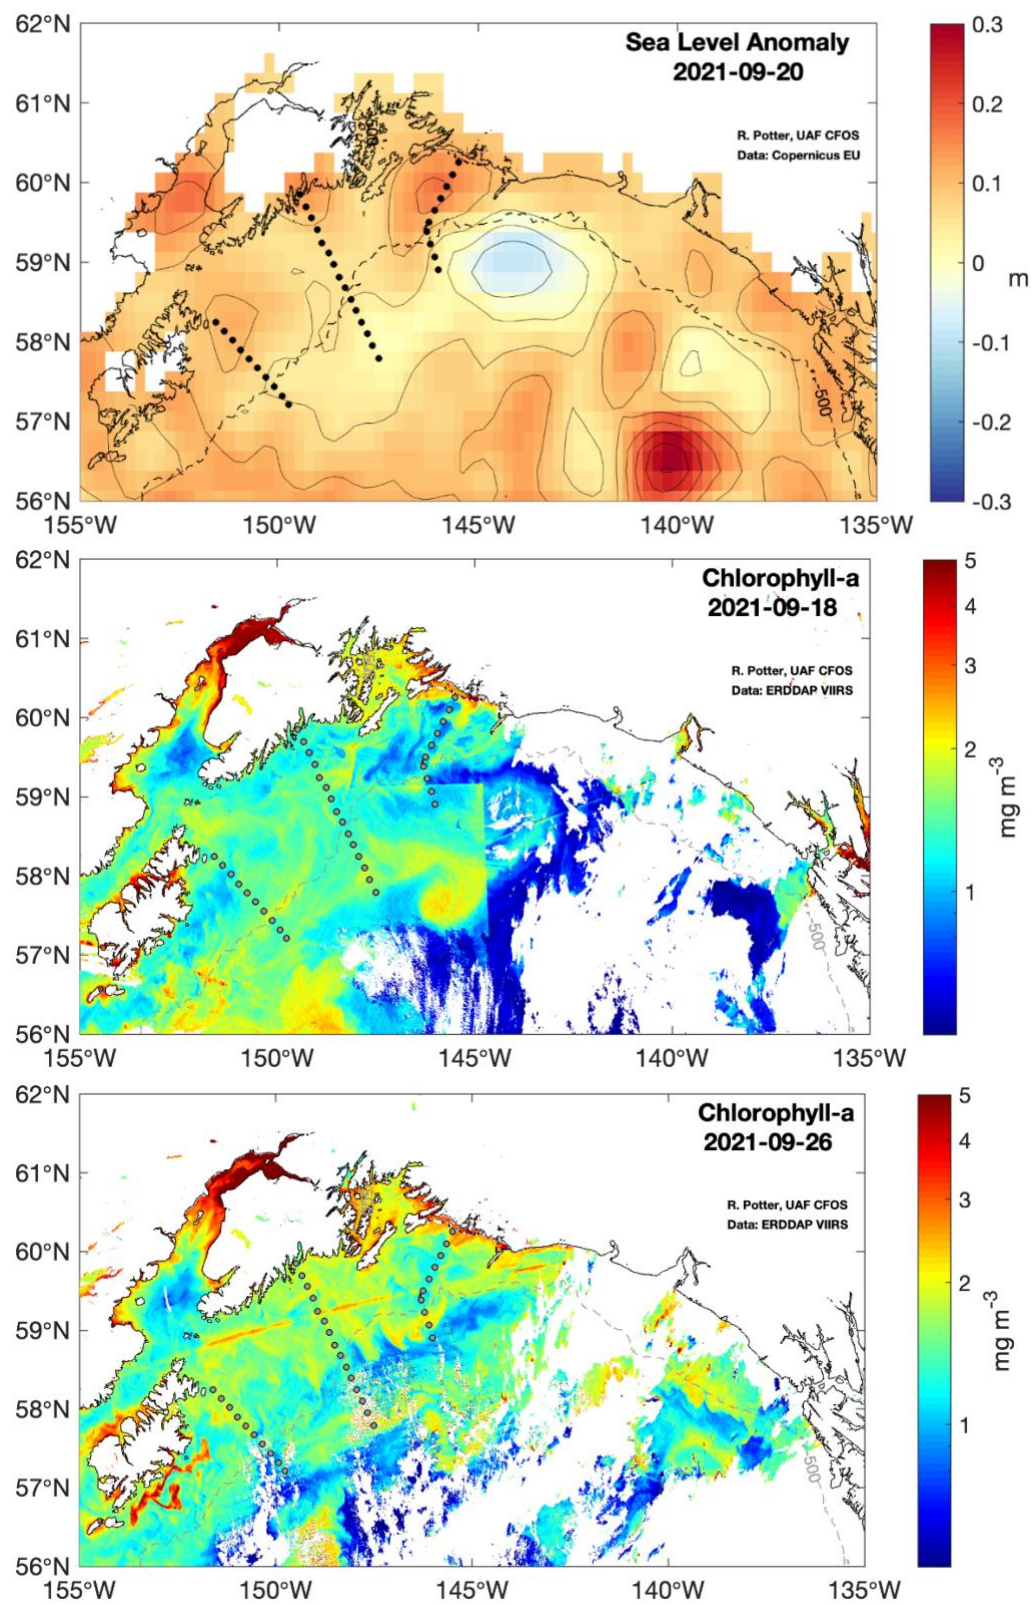 62°N
61°N
60°N
59°N
58°N
57°N
56°N
155°W
150°W
145°W
140°W
135°W
Sea Level Anomaly
2021-09-20
R. Potter, UAF CFOS
Data: Copernicus EU
-500
-500
0.3
0.2
0.1
0
-0.1
-0.2
-0.3
m
62°N
61°N
60°N
59°N
58°N
57°N
56°N
155°W
150°W
145°W
140°W
135°W
Chlorophyll-a
2021-09-18
R. Potter, UAF CFOS
Data: ERDDAP VIIRS
-500
5
4
3
2
1
mg m-3
62°N
61°N
60°N
59°N
58°N
57°N
56°N
155°W
150°W
145°W
140°W
135°W
Chlorophyll-a
2021-09-26
R. Potter, UAF CFOS
Data: ERDDAP VIIRS
-500
5
4
3
2
1
mg m-3